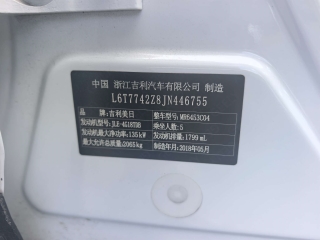 中国 浙江吉利汽车有限公司 制造
L6T7742Z8JN446755
品 牌:吉利美日 整车型号:MR6453C04
发动机型号:JLE-4G18TDB 乘坐人数:5
发动机最大净功率:135kW 发动机排量:1799 mL
最大允许总质量:2065kg 制造年月:2018年05月